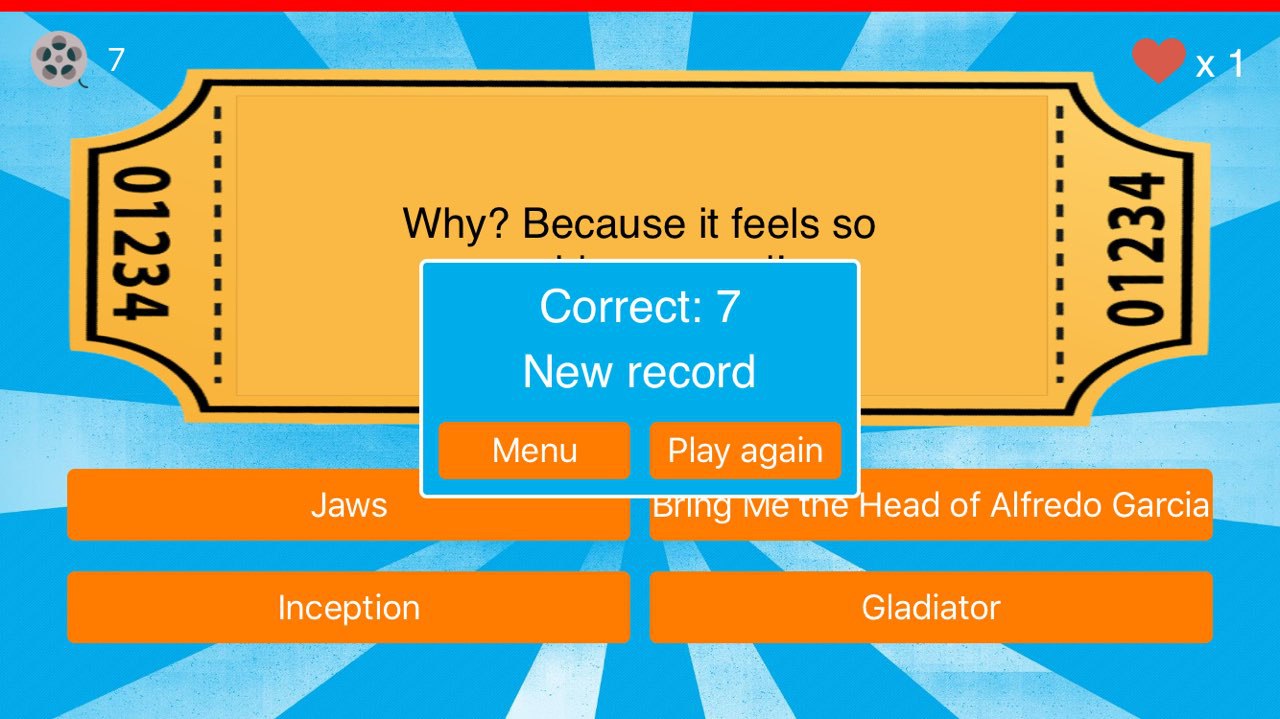 7
x 1
01234
Why? Because it feels so
01234
Correct: 7
New record
Menu
Play again
Jaws
Bring Me the Head of Alfredo Garcia
Inception
Gladiator